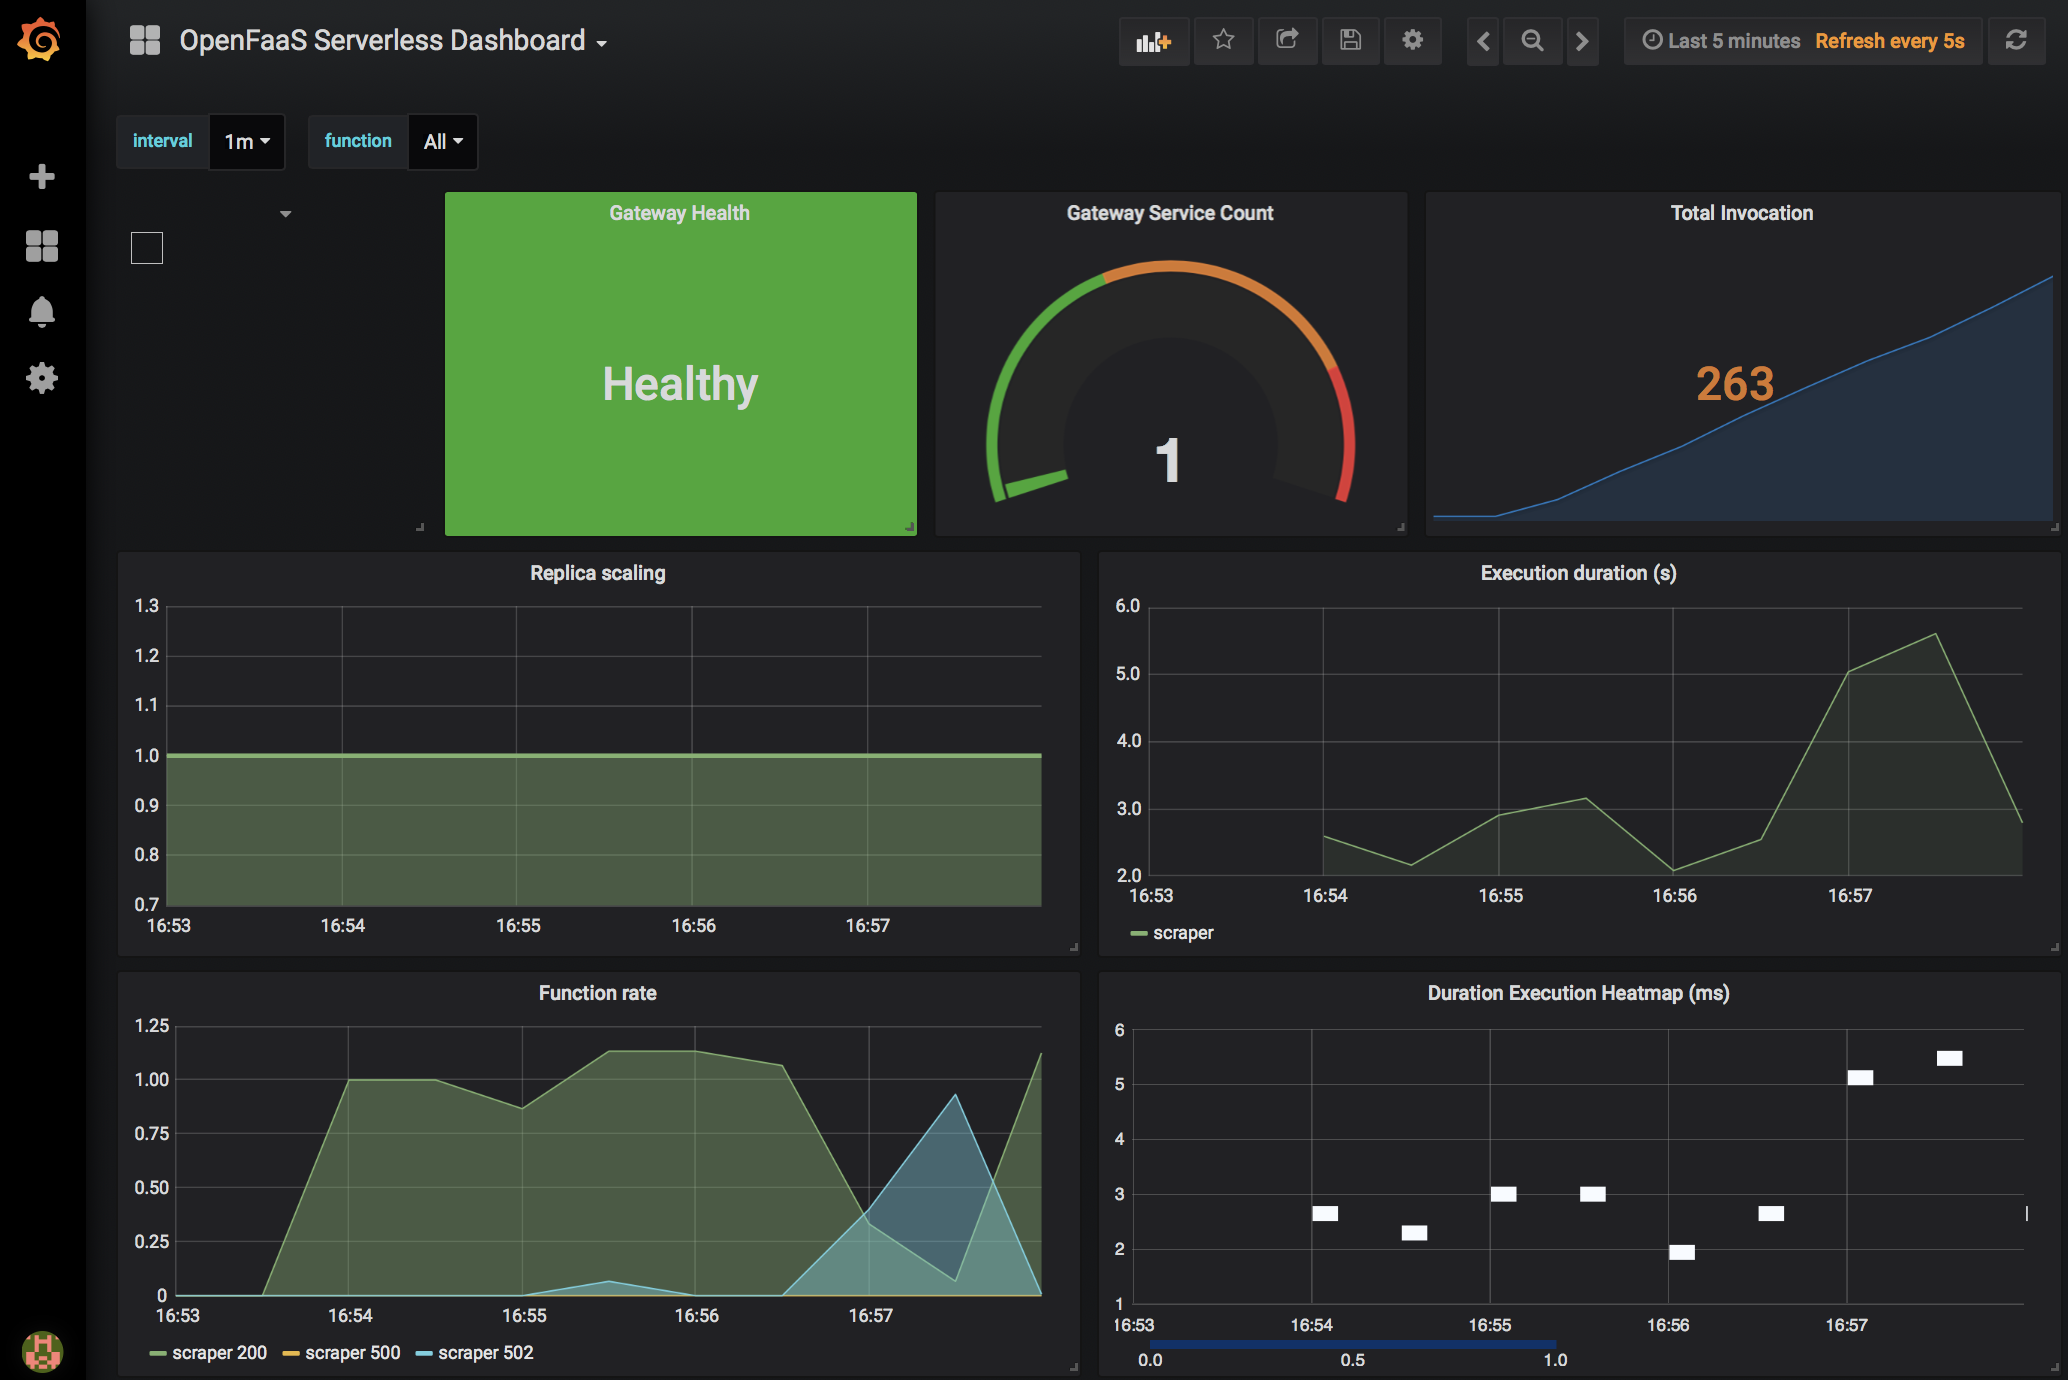 OpenFaaS Serverless Dashboard
Last 5 minutes Refresh every 5s
interval 1m function All
Gateway Health
Healthy
Gateway Service Count
1
Total Invocation
263
Replica scaling
1.3
1.2
1.1
1.0
0.9
0.8
0.7
16:53 16:54 16:55 16:56 16:57
Execution duration (s)
6.0
5.0
4.0
3.0
2.0
16:53 16:54 16:55 16:56 16:57
scraper
Function rate
1.25
1.00
0.75
0.50
0.25
0
16:53 16:54 16:55 16:56 16:57
scraper 200 scraper 500 scraper 502
Duration Execution Heatmap (ms)
6
5
4
3
2
1
16:53 16:54 16:55 16:56 16:57
0.0 0.5 1.0